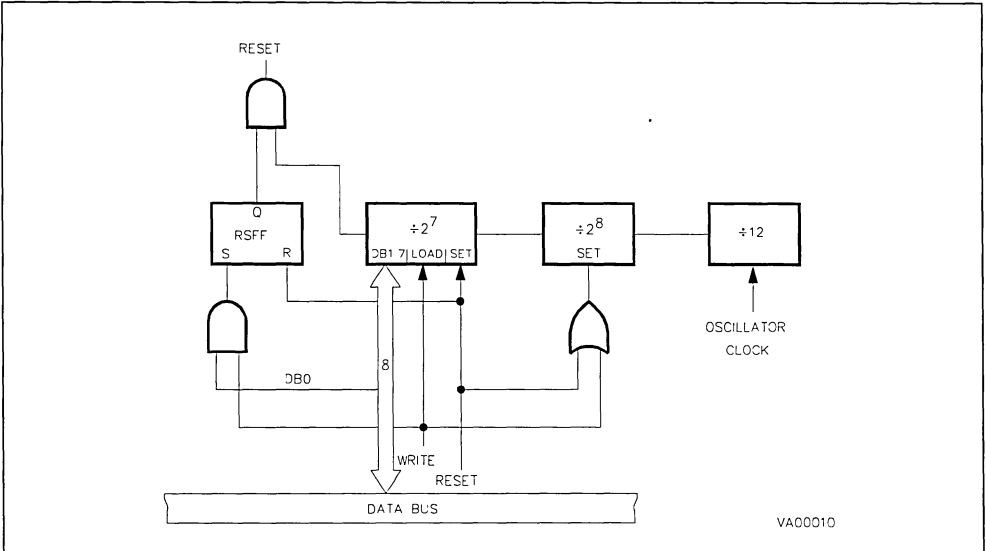 RESET
Q
RSFF
S R
÷2⁷
DB1 7 LOAD SET
÷2⁸
SET
÷12
OSCILLATOR
CLOCK
8
DB0
WRITE
RESET
DATA BUS
VA00010